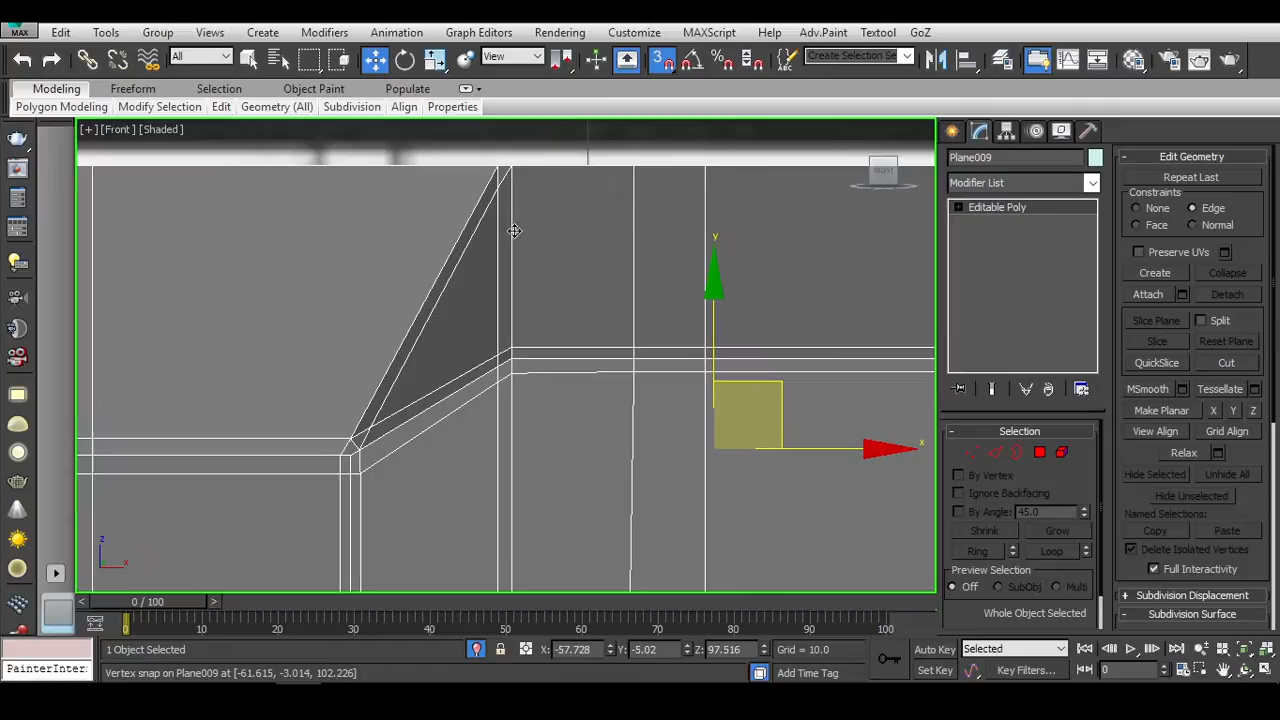 MAX Edit Tools Group Views Create Modifiers Animation Graph Editors Rendering Customize MAXScript Help Adv.Paint Textool GoZ
All View 3 Create Selection Se
Modeling Freeform Selection Object Paint Populate
Polygon Modeling Modify Selection Edit Geometry (All) Subdivision Align Properties
[+] [Front] [Shaded]
FRONT
y
x
z
x
Plane009
Modifier List
Editable Poly
Selection
By Vertex
Ignore Backfacing
By Angle: 45.0
Shrink Grow
Ring Loop
Preview Selection
Off SubObj Multi
Whole Object Selected
Edit Geometry
Repeat Last
Constraints
None Edge
Face Normal
Preserve UVs
Create Collapse
Attach Detach
Slice Plane Split
Slice Reset Plane
QuickSlice Cut
MSmooth Tessellate
Make Planar X Y Z
View Align Grid Align
Relax
Hide Selected Unhide All
Hide Unselected
Named Selections:
Copy Paste
Delete Isolated Vertices
Full Interactivity
Subdivision Displacement
Subdivision Surface
0 / 100
0 10 20 30 40 50 60 70 80 90 100
1 Object Selected X: -57.728 Y: -5.02 Z: 97.516 Grid = 10.0 Auto Key Selected
PainterInter Vertex snap on Plane009 at [-61.615, -3.014, 102.226] Add Time Tag Set Key Key Filters... 0